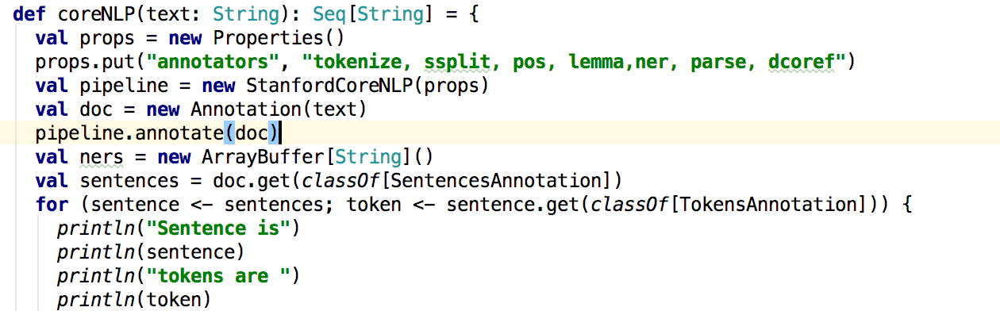 def coreNLP(text: String): Seq[String] = {
val props = new Properties()
props.put("annotators", "tokenize, ssplit, pos, lemma,ner, parse, dcoref")
val pipeline = new StanfordCoreNLP(props)
val doc = new Annotation(text)
pipeline.annotate(doc)
val ners = new ArrayBuffer[String]()
val sentences = doc.get(classOf[SentencesAnnotation])
for (sentence <- sentences; token <- sentence.get(classOf[TokensAnnotation])) {
println("Sentence is")
println(sentence)
println("tokens are ")
println(token)